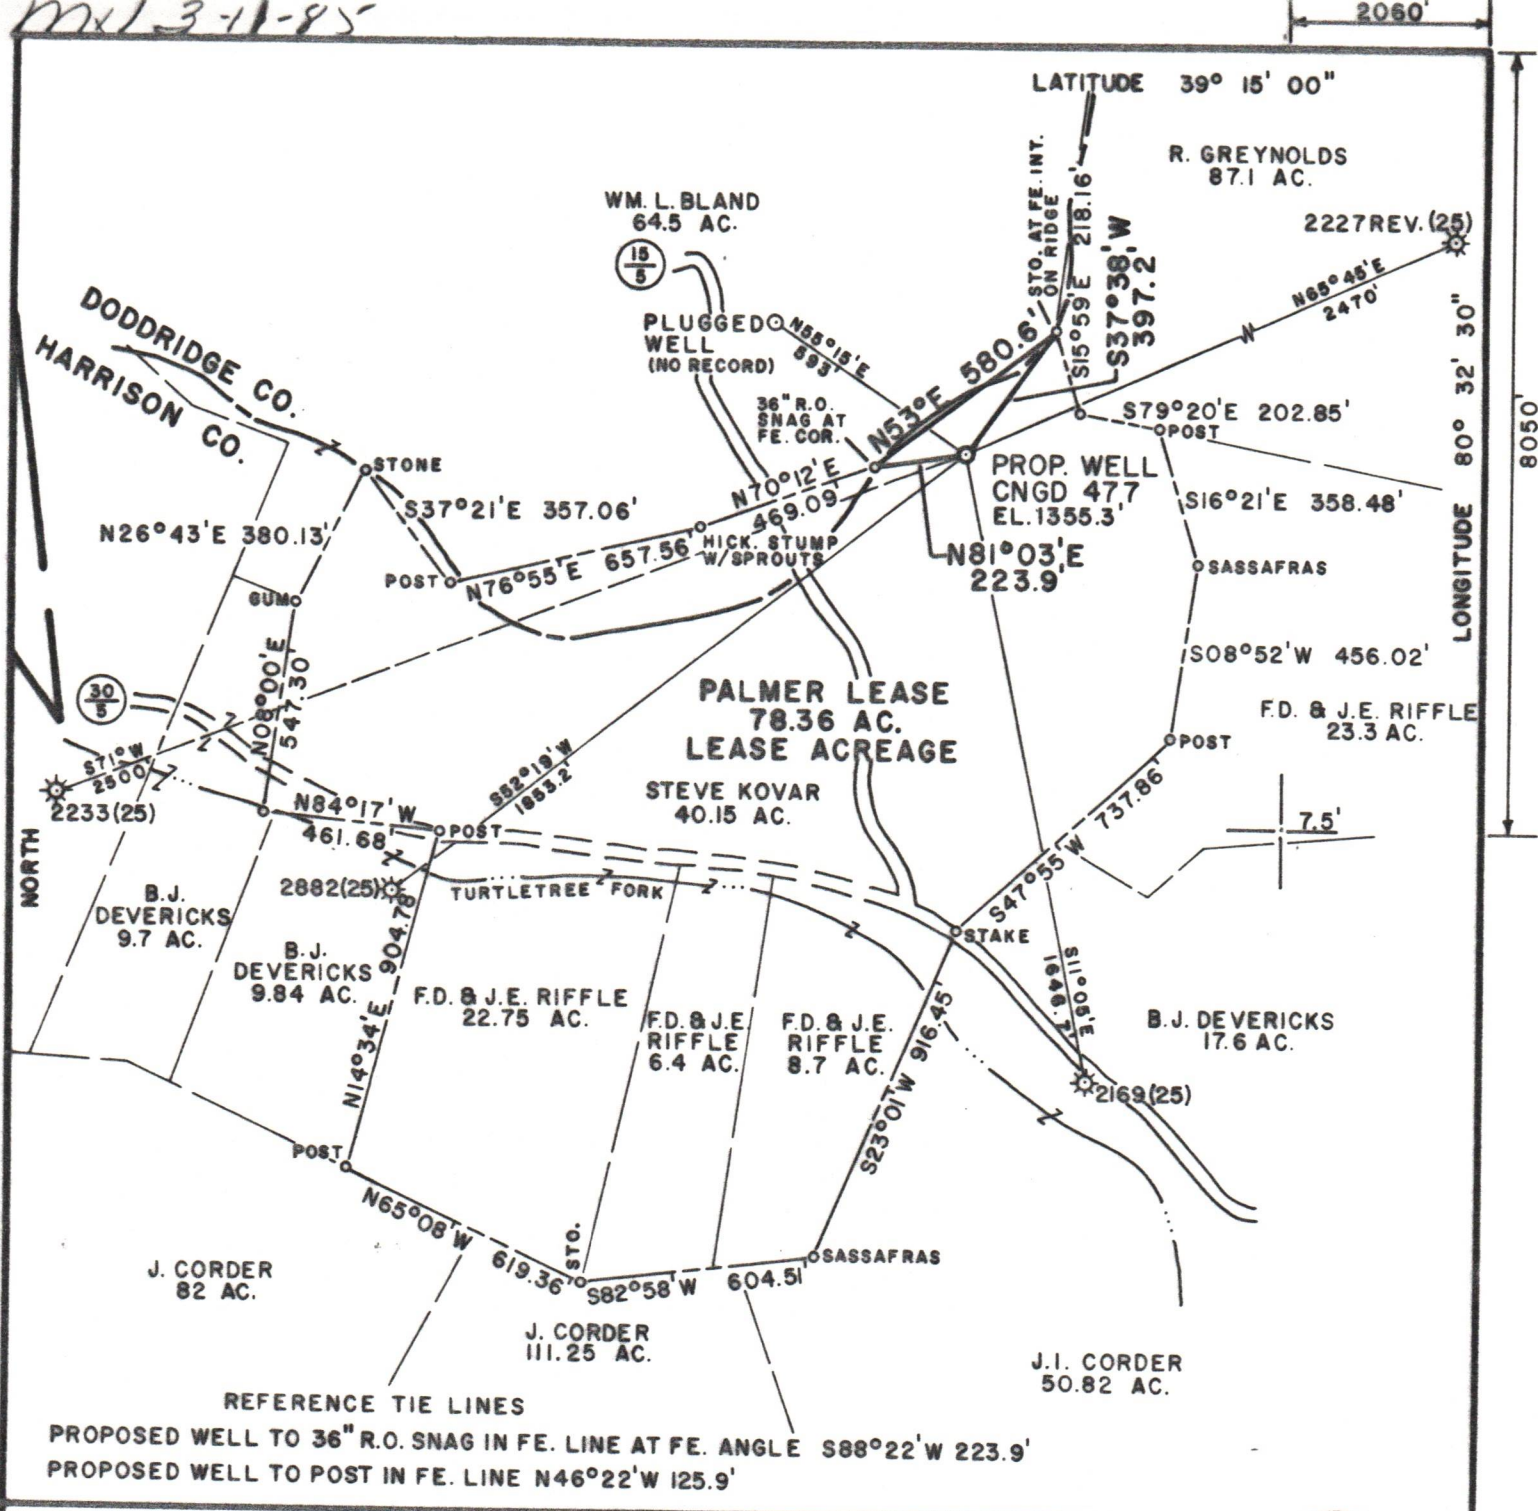 3-11-85
2060'
LATITUDE 39° 15' 00"
R. GREYNOLDS
87.1 AC.
2227 REV. (25)
N65°45'E
2470'
WM. L. BLAND
64.5 AC.
15
5
STO. AT FE. INT.
ON RIDGE
S15°59'E 218.16'
S37°38'W
397.2'
DODDRIDGE CO.
HARRISON CO.
PLUGGED
WELL
(NO RECORD)
N55°15'E
593'
N53°E 580.6'
36" R.O.
SNAG AT
FE. COR.
S79°20'E 202.85'
POST
LONGITUDE 80° 32' 30"
8050'
STONE
S37°21'E 357.06'
N70°12'E
469.09'
PROP. WELL
CNGD 477
EL. 1355.3'
S16°21'E 358.48'
N26°43'E 380.13'
HICK. STUMP
W/SPROUTS
N76°55'E 657.56'
POST
N81°03'E
223.9'
SASSAFRAS
GUM
N08°00'E
547.30'
S08°52'W 456.02'
30
5
PALMER LEASE
78.36 AC.
LEASE ACREAGE
F.D. & J.E. RIFFLE
23.3 AC.
POST
S71°W
2500'
2233(25)
S52°19'W
1853.2'
STEVE KOVAR
40.15 AC.
S47°55'W 737.86'
7.5'
N84°17'W
461.68'
POST
NORTH
2882(25)
TURTLETREE FORK
B.J.
DEVERICKS
9.7 AC.
STAKE
B.J.
DEVERICKS
9.84 AC.
N14°34'E 904.78'
F.D. & J.E. RIFFLE
22.75 AC.
F.D. & J.E.
RIFFLE
6.4 AC.
F.D. & J.E.
RIFFLE
8.7 AC.
S23°01'W 916.45'
S11°05'E
1646.7'
B.J. DEVERICKS
17.6 AC.
2169(25)
POST
N65°08'W 619.36'
STO.
S82°58'W 604.51'
SASSAFRAS
J. CORDER
82 AC.
J. CORDER
111.25 AC.
J.I. CORDER
50.82 AC.
REFERENCE TIE LINES
PROPOSED WELL TO 36" R.O. SNAG IN FE. LINE AT FE. ANGLE S88°22'W 223.9'
PROPOSED WELL TO POST IN FE. LINE N46°22'W 125.9'